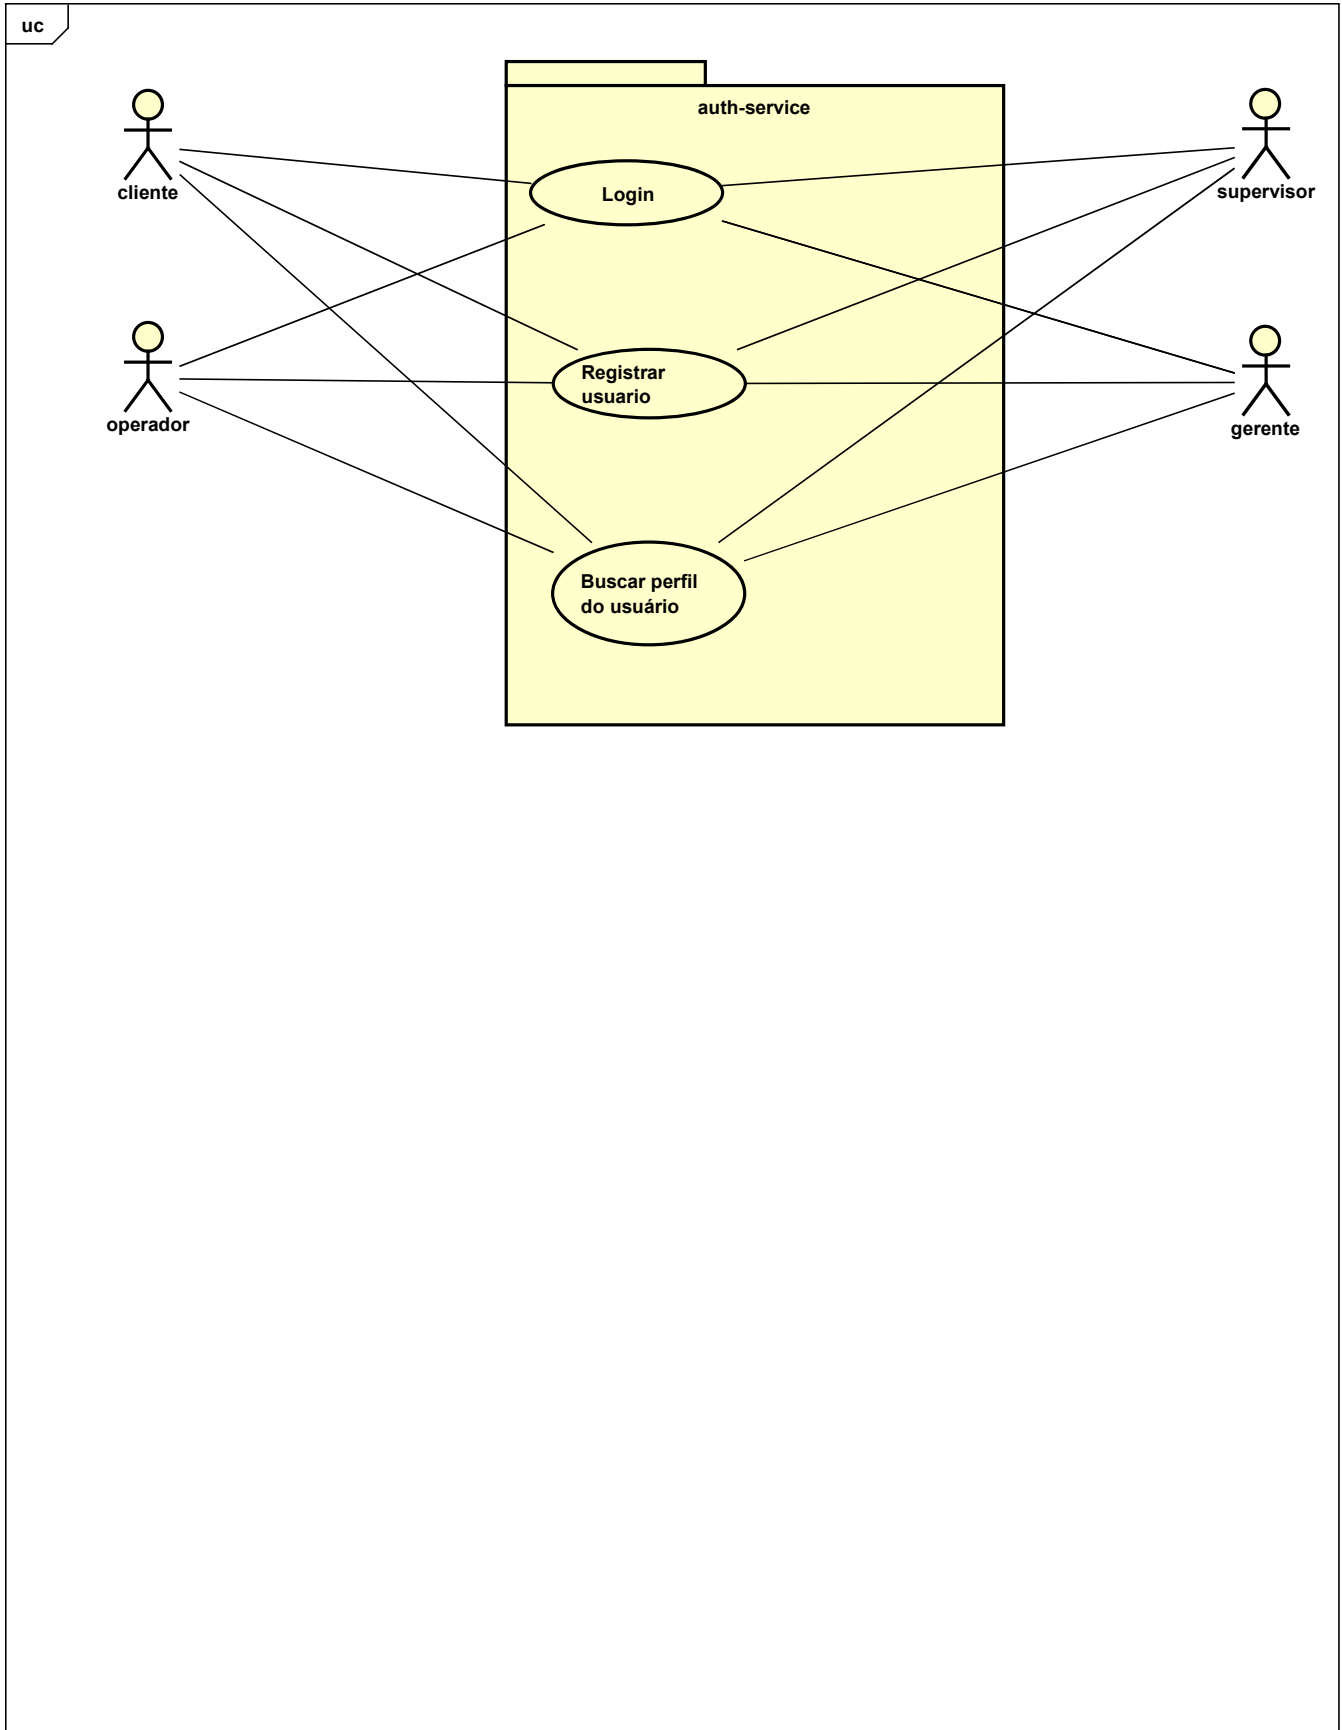 uc
auth-service
cliente
Login
supervisor
operador
Registrar
usuario
gerente
Buscar perfil
do usuário